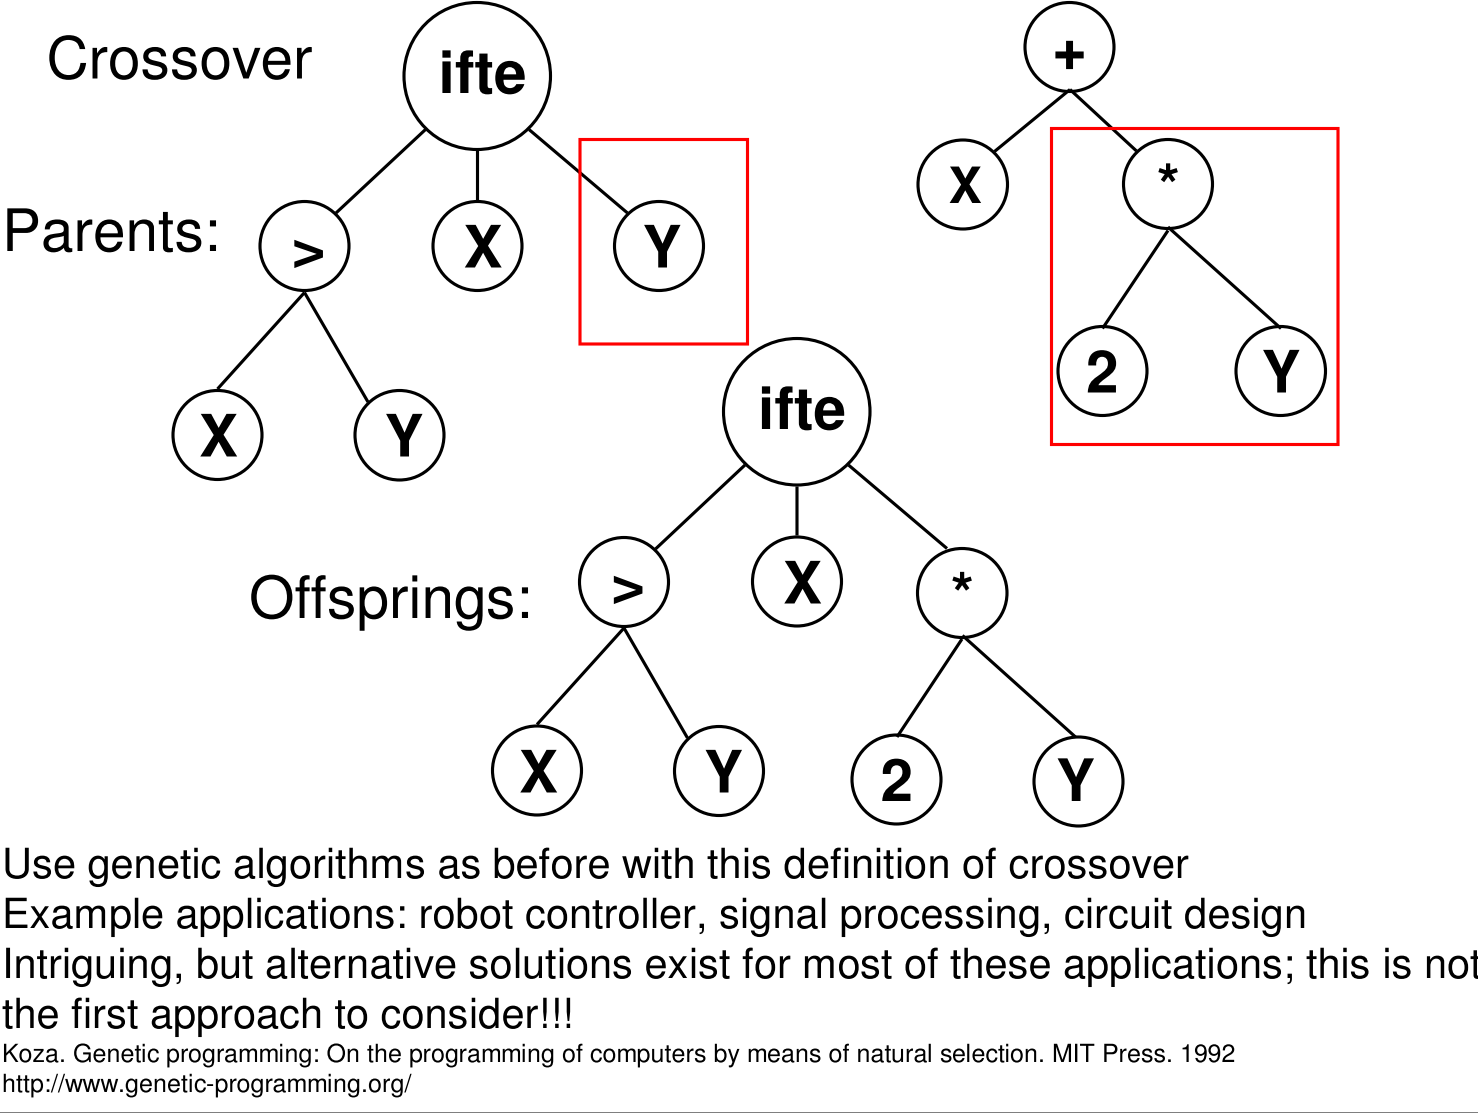 Crossover
ifte
+
Parents:
>
X
Y
X
*
X
Y
2
Y
ifte
Offsprings:
>
X
*
X
Y
2
Y
Use genetic algorithms as before with this definition of crossover
Example applications: robot controller, signal processing, circuit design
Intriguing, but alternative solutions exist for most of these applications; this is not
the first approach to consider!!!
Koza. Genetic programming: On the programming of computers by means of natural selection. MIT Press. 1992
http://www.genetic-programming.org/